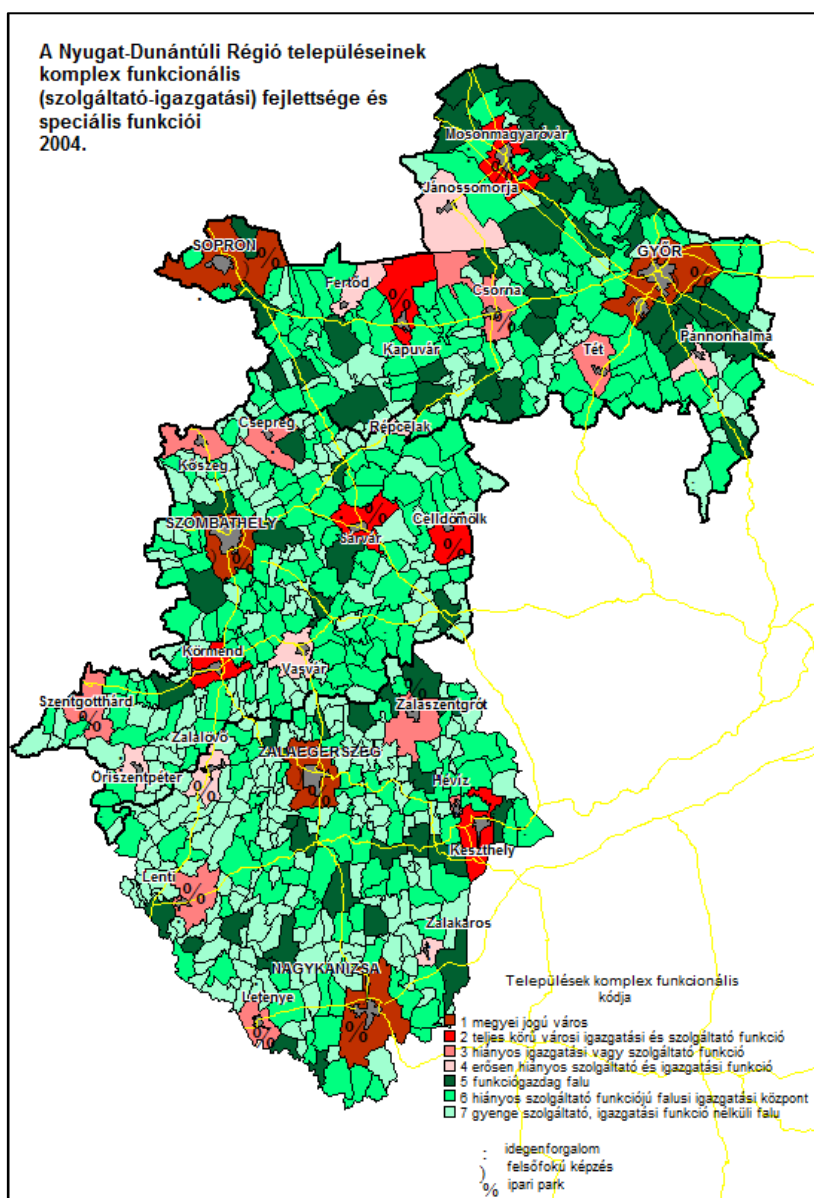 A Nyugat-Dunántúli Régió településeinek
komplex funkcionális
(szolgáltató-igazgatási) fejlettsége és
speciális funkciói
2004.
Mosonmagyaróvár
Jánossomorja
SOPRON
GYŐR
Fertőd
Csorna
Kapuvár
Tét
Pannonhalma
Csepreg
Répcelak
Kőszeg
SZOMBATHELY
Sárvár
Celldömölk
Körmend
Vasvár
Szentgotthárd
Zalaszentgrót
Zalalövő
ZALAEGERSZEG
Őriszentpéter
Hévíz
Keszthely
Lenti
Zalakaros
NAGYKANIZSA
Letenye
Települések komplex funkcionális
kódja
1 megyei jogú város
2 teljes körű városi igazgatási és szolgáltató funkció
3 hiányos igazgatási vagy szolgáltató funkció
4 erősen hiányos szolgáltató és igazgatási funkció
5 funkciógazdag falu
6 hiányos szolgáltató funkciójú falusi igazgatási központ
7 gyenge szolgáltató, igazgatási funkció nélküli falu
: idegenforgalom
) felsőfokú képzés
% ipari park